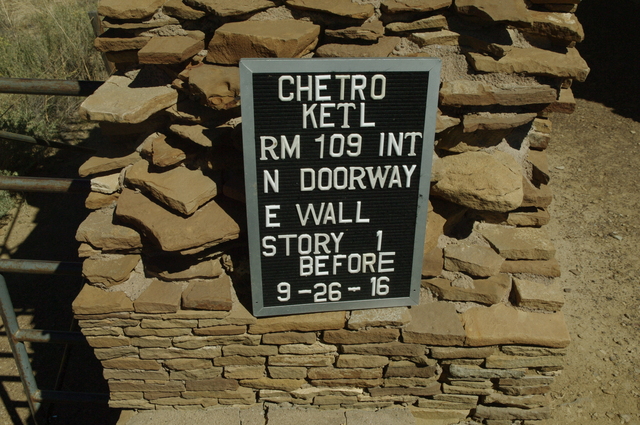 CHETRO
KETL
RM 109 INT
N DOORWAY
E WALL
STORY 1
BEFORE
9-26-16